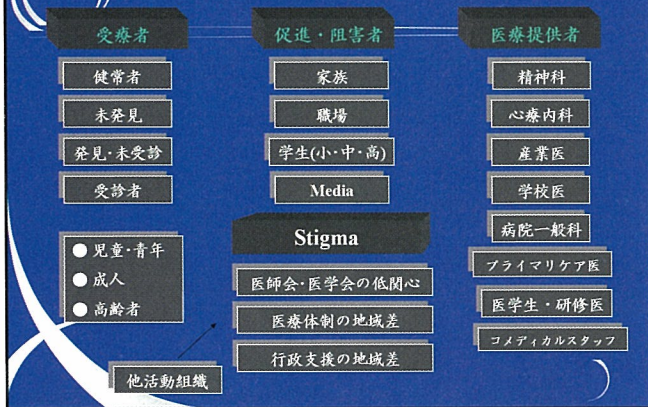 受療者
健常者
未発見
発見・未受診
受診者
● 児童・青年
● 成人
● 高齢者
他活動組織
促進・阻害者
家族
職場
学生(小・中・高)
Media
Stigma
医師会・医学会の低関心
医療体制の地域差
行政支援の地域差
医療提供者
精神科
心療内科
産業医
学校医
病院一般科
プライマリケア医
医学生・研修医
コメディカルスタッフ